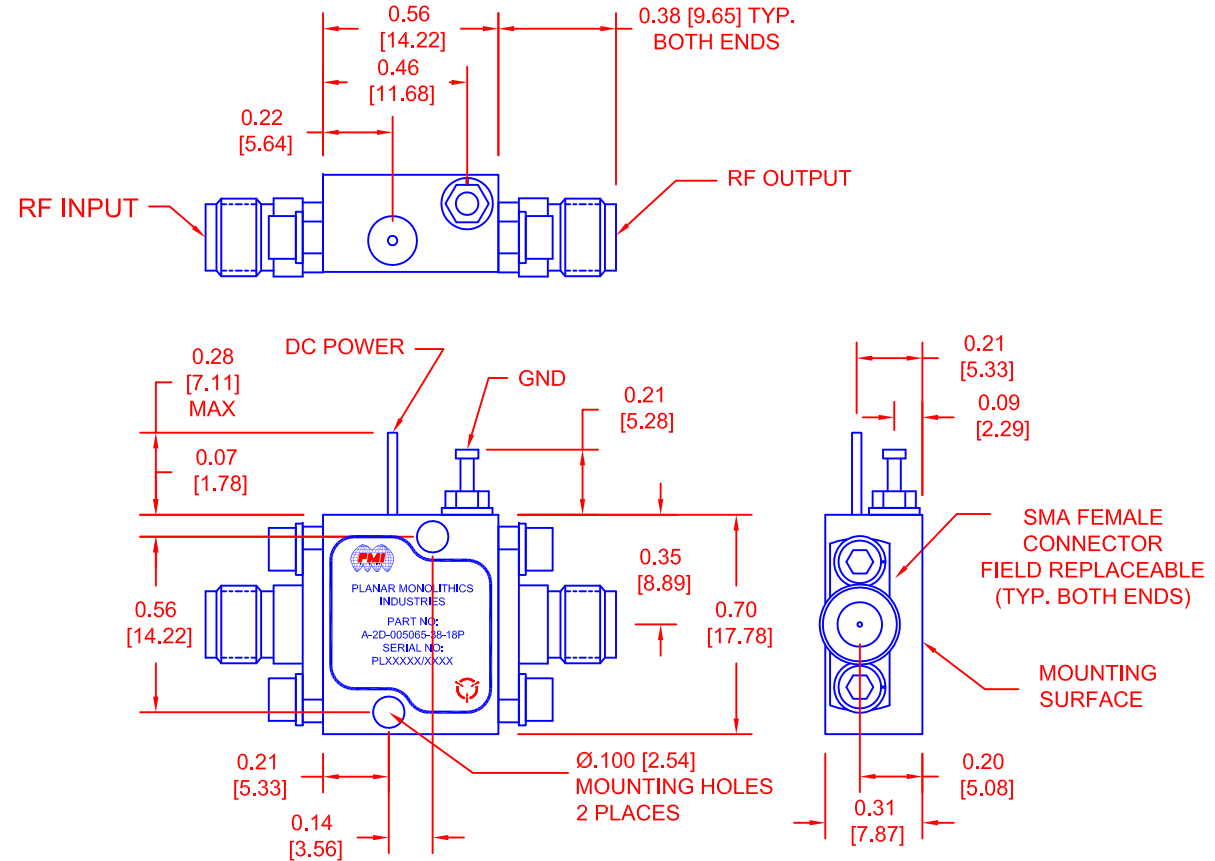 0.56
[14.22]
0.38 [9.65] TYP.
BOTH ENDS
0.46
[11.68]
0.22
[5.64]
RF INPUT
RF OUTPUT
DC POWER
GND
0.28
[7.11]
MAX
0.07
[1.78]
0.21
[5.28]
0.21
[5.33]
0.09
[2.29]
PMI
PLANAR MONOLITHICS
INDUSTRIES
PART NO:
A-2D-005065-38-18P
SERIAL NO:
PLXXXXX/XXXX
0.56
[14.22]
0.35
[8.89]
0.70
[17.78]
SMA FEMALE
CONNECTOR
FIELD REPLACEABLE
(TYP. BOTH ENDS)
MOUNTING
SURFACE
0.21
[5.33]
0.14
[3.56]
Ø.100 [2.54]
MOUNTING HOLES
2 PLACES
0.20
[5.08]
0.31
[7.87]